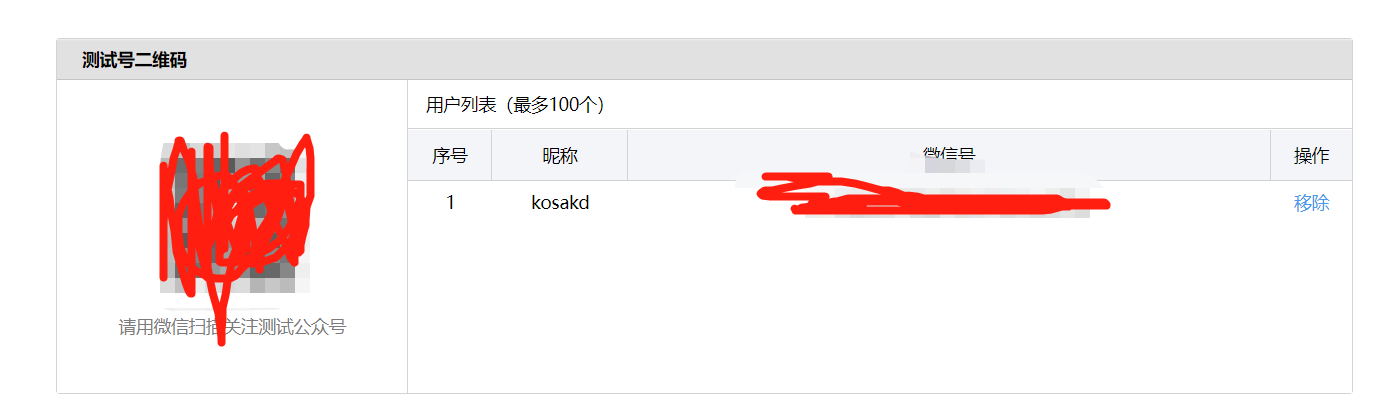 测试号二维码
用户列表（最多100个）
序号 昵称 微信号 操作
1 kosakd 移除
请用微信扫描关注测试公众号